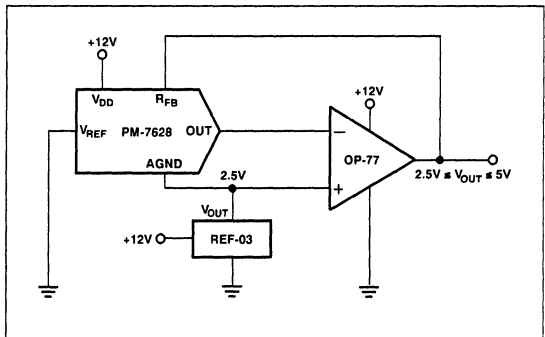 +12V
V_DD R_FB
V_REF PM-7628 OUT
AGND
2.5V
+12V
−
OP-77
+
2.5V ≤ V_OUT ≤ 5V
V_OUT
+12V REF-03